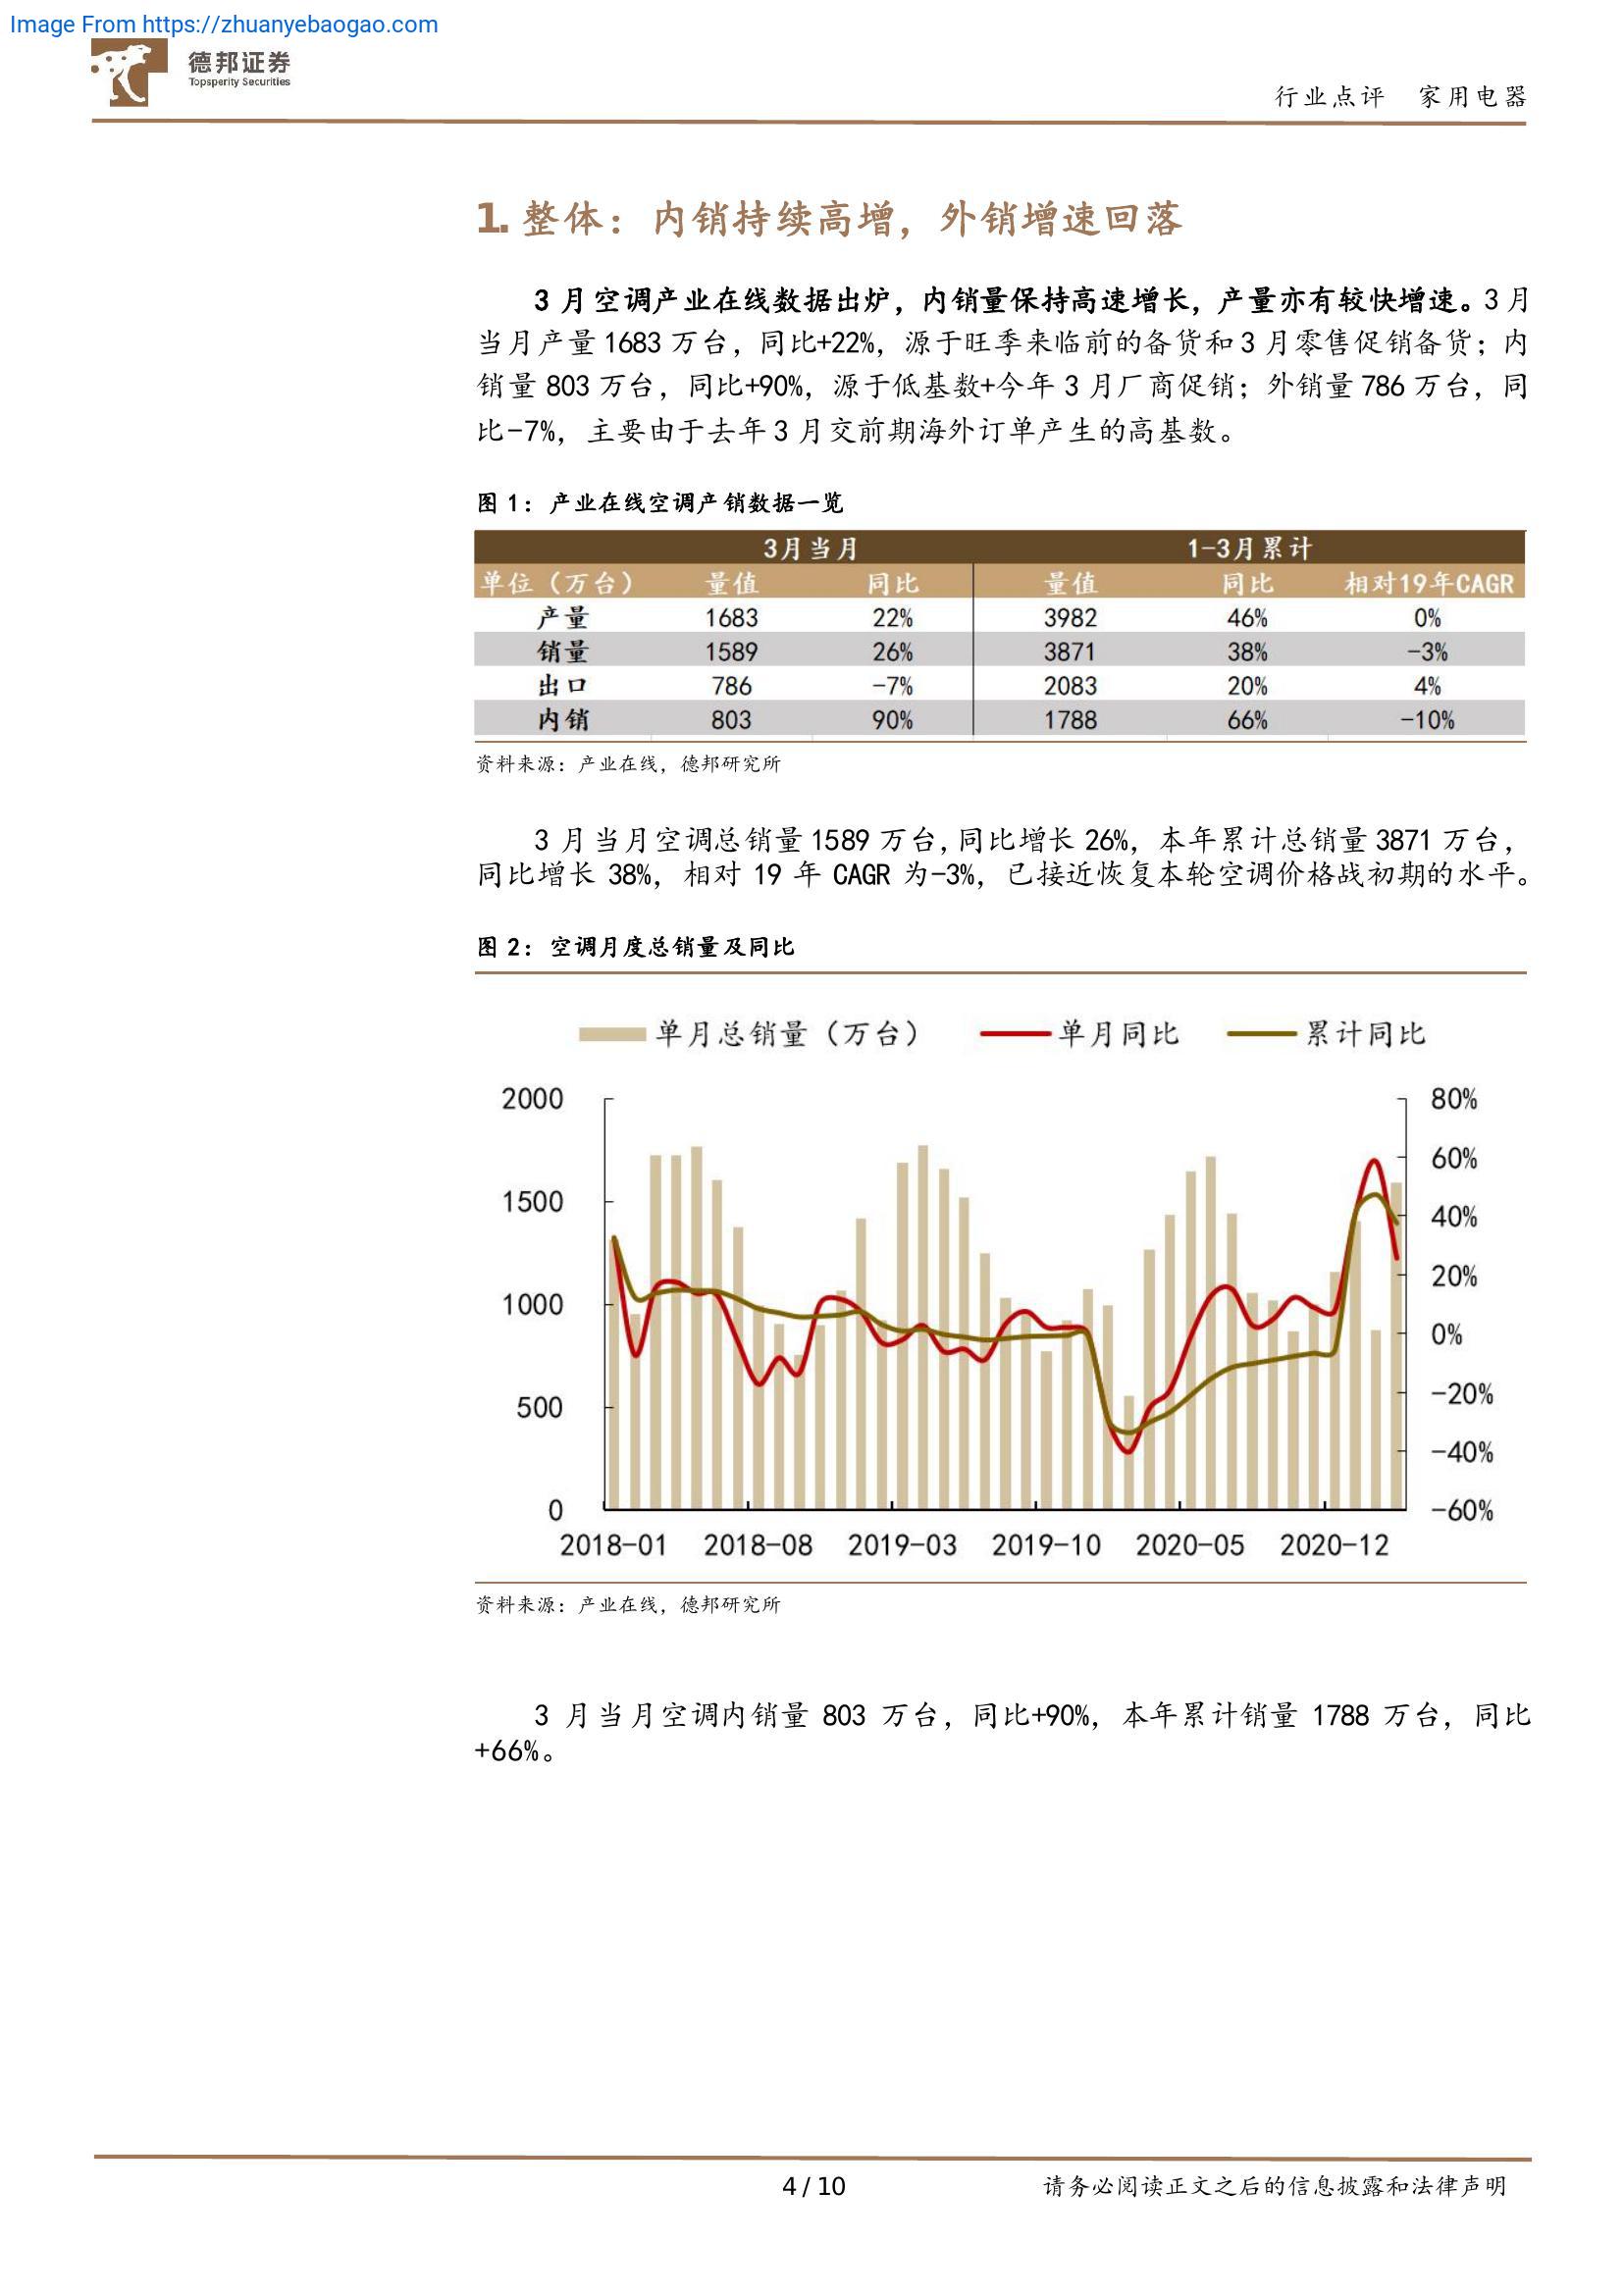 Image From https://zhuanyebaogao.com
德邦证券
Topsperity Securities
行业点评 家用电器
1. 整体：内销持续高增，外销增速回落
3 月空调产业在线数据出炉，内销量保持高速增长，产量亦有较快增速。3 月
当月产量 1683 万台，同比+22%，源于旺季来临前的备货和 3 月零售促销备货；内
销量 803 万台，同比+90%，源于低基数+今年 3 月厂商促销；外销量 786 万台，同
比-7%，主要由于去年 3 月交前期海外订单产生的高基数。
图 1：产业在线空调产销数据一览
3月当月 1-3月累计
单位（万台） 量值 同比 量值 同比 相对19年CAGR
产量 1683 22% 3982 46% 0%
销量 1589 26% 3871 38% -3%
出口 786 -7% 2083 20% 4%
内销 803 90% 1788 66% -10%
资料来源：产业在线，德邦研究所
3 月当月空调总销量 1589 万台，同比增长 26%，本年累计总销量 3871 万台，
同比增长 38%，相对 19 年 CAGR 为-3%，已接近恢复本轮空调价格战初期的水平。
图 2：空调月度总销量及同比
单月总销量（万台） 单月同比 累计同比
2000 80%
60%
1500
40%
20%
1000
0%
-20%
500
-40%
0 -60%
2018-01 2018-08 2019-03 2019-10 2020-05 2020-12
资料来源：产业在线，德邦研究所
3 月当月空调内销量 803 万台，同比+90%，本年累计销量 1788 万台，同比
+66%。
4 / 10 请务必阅读正文之后的信息披露和法律声明